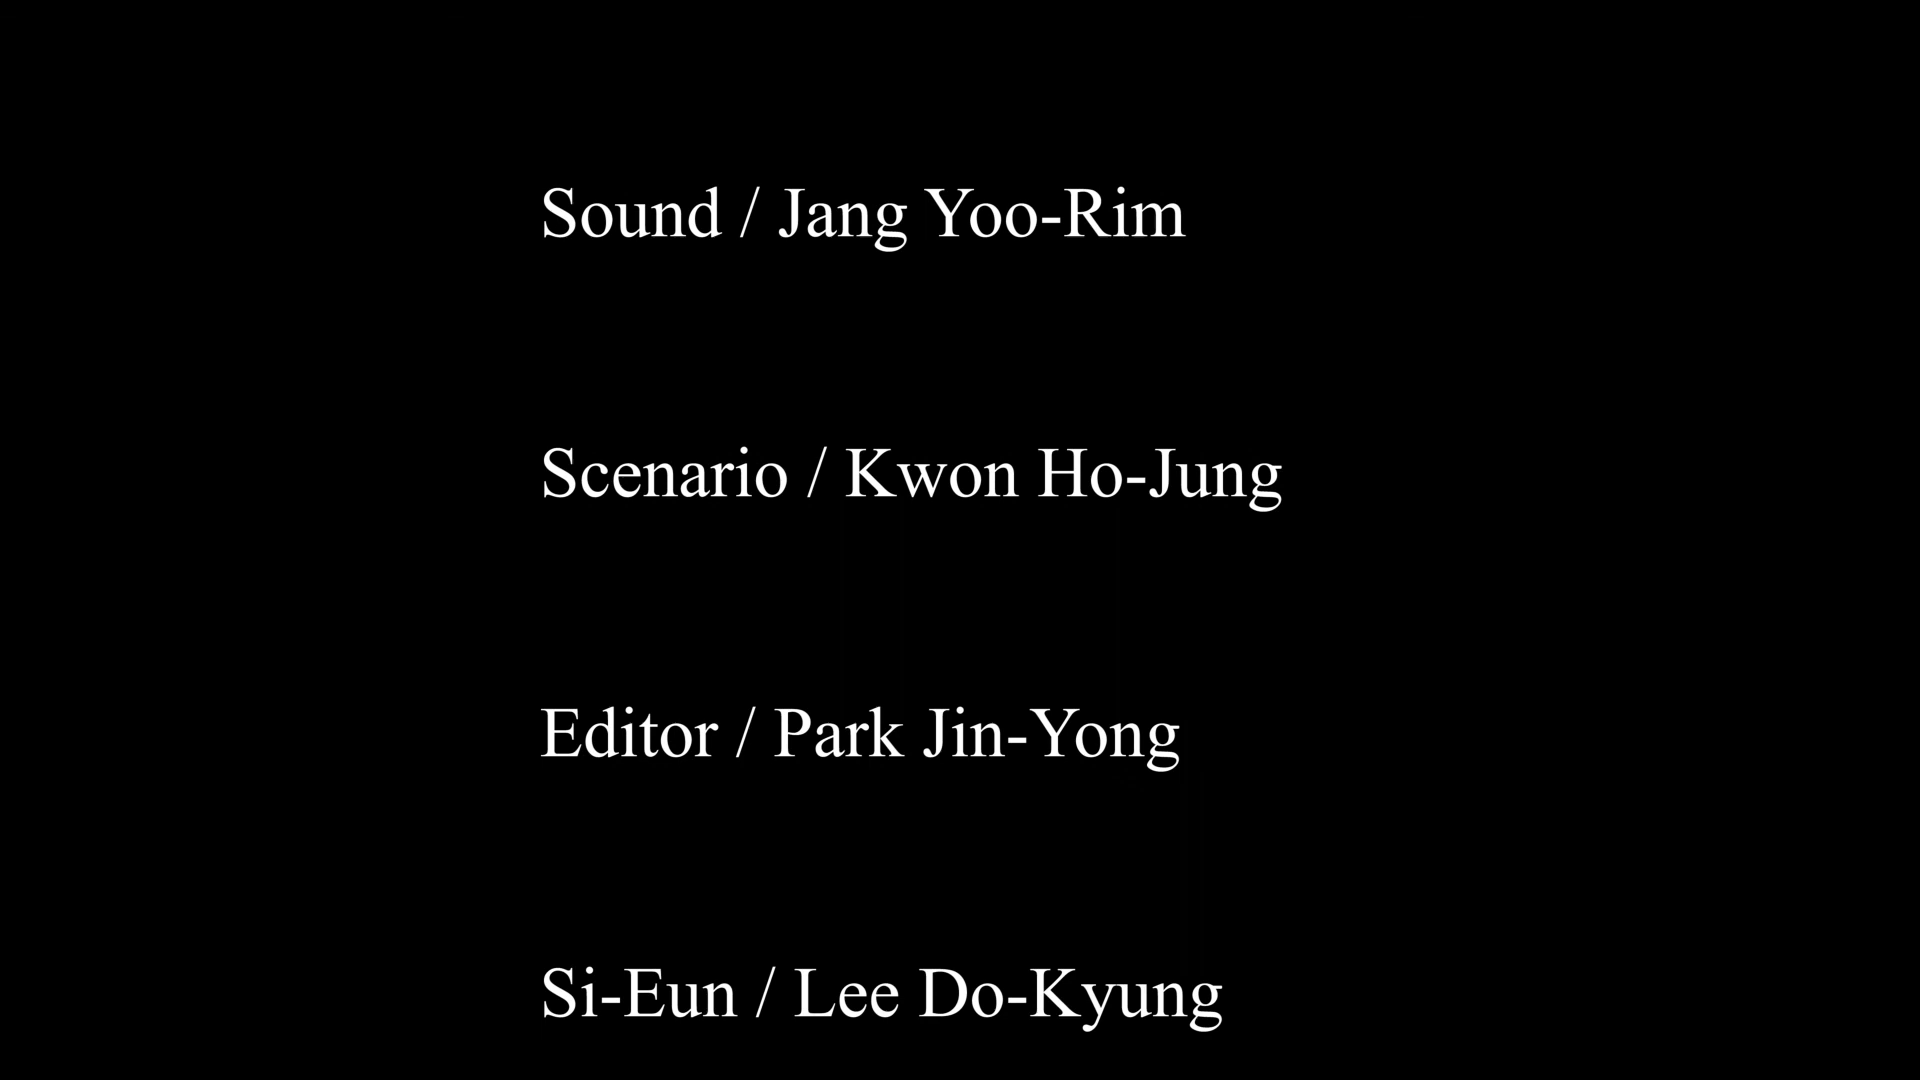 Sound / Jang Yoo-Rim
Scenario / Kwon Ho-Jung
Editor / Park Jin-Yong
Si-Eun / Lee Do-Kyung